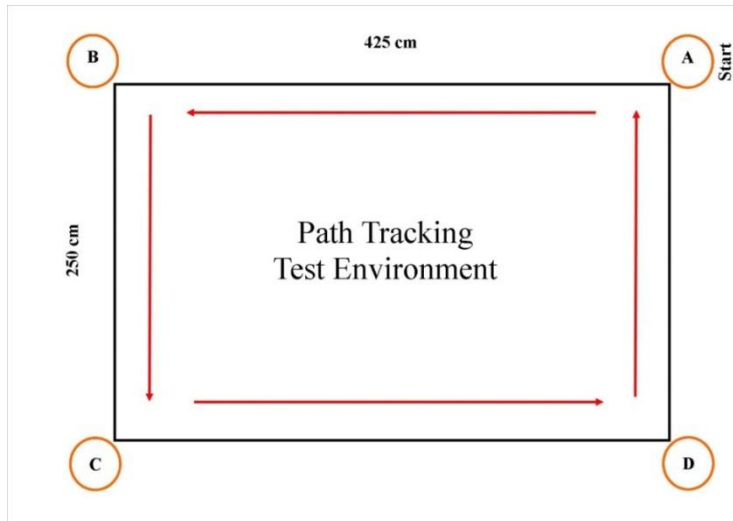 425 cm
B
A
Start
250 cm
Path Tracking
Test Environment
C
D